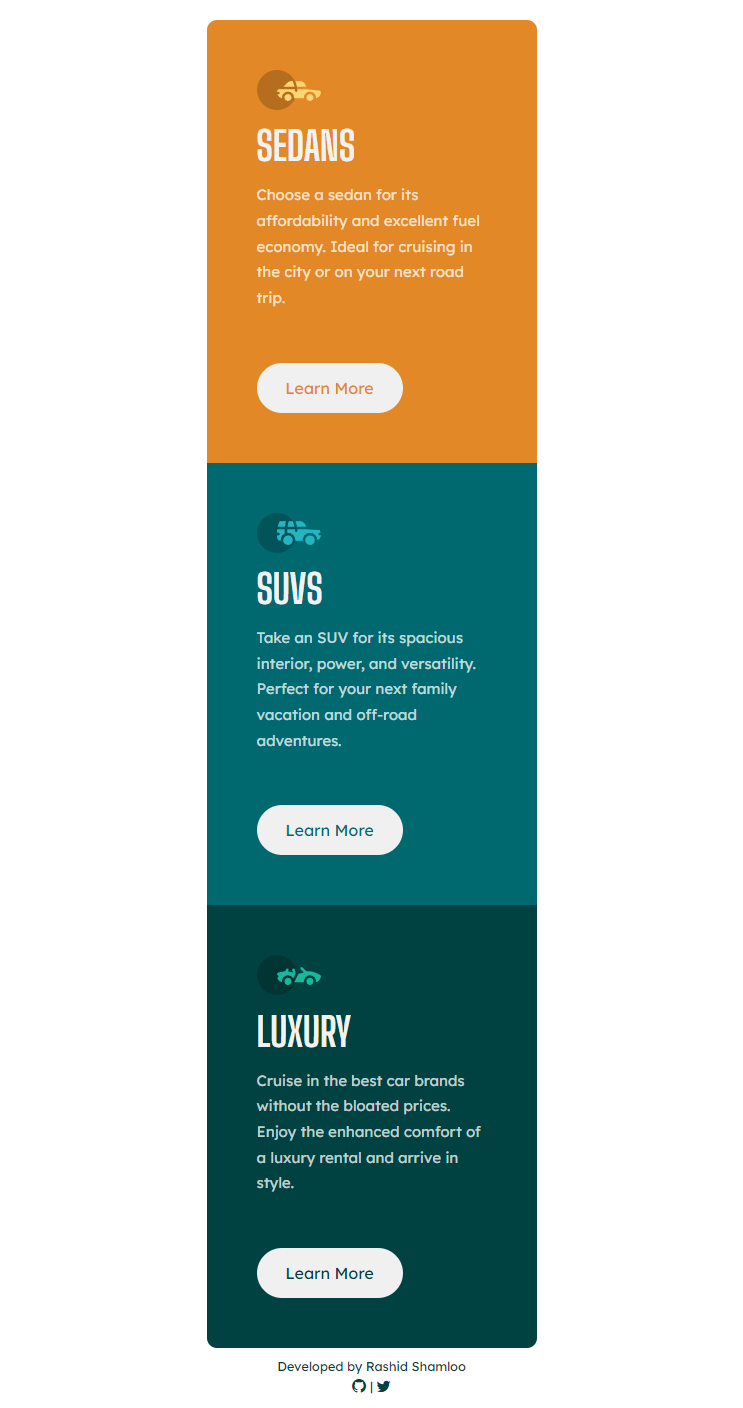 SEDANS
Choose a sedan for its
affordability and excellent fuel
economy. Ideal for cruising in
the city or on your next road
trip.
Learn More
SUVS
Take an SUV for its spacious
interior, power, and versatility.
Perfect for your next family
vacation and off-road
adventures.
Learn More
LUXURY
Cruise in the best car brands
without the bloated prices.
Enjoy the enhanced comfort of
a luxury rental and arrive in
style.
Learn More
Developed by Rashid Shamloo
|